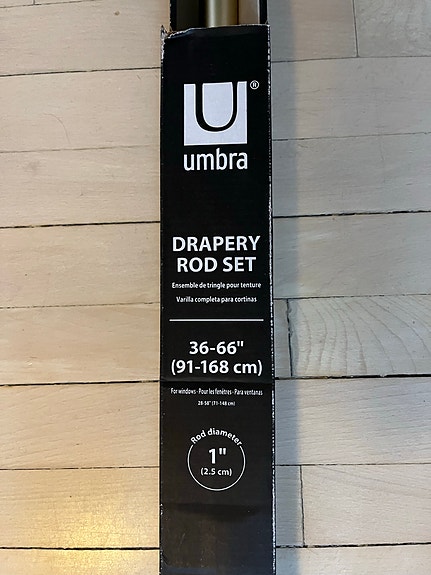 U®
umbra
DRAPERY
ROD SET
Ensemble de tringle pour tenture
Varilla completa para cortinas
36-66"
(91-168 cm)
For windows - Pour les fenêtres - Para ventanas
28-58" (71-148 cm)
Rod diameter
1"
(2.5 cm)